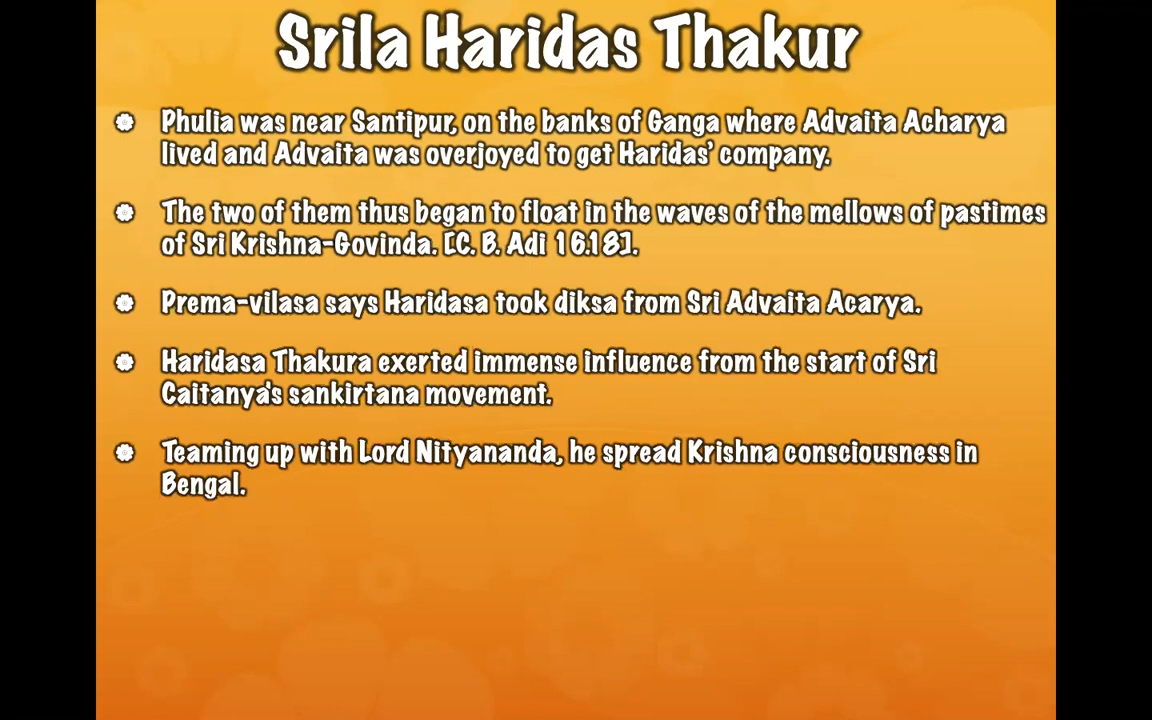 Srila Haridas Thakur
Phulia was near Santipur, on the banks of Ganga where Advaita Acharya
lived and Advaita was overjoyed to get Haridas' company.
The two of them thus began to float in the waves of the mellows of pastimes
of Sri Krishna-Govinda. [C. B. Adi 16.18].
Prema-vilasa says Haridasa took diksa from Sri Advaita Acarya.
Haridasa Thakura exerted immense influence from the start of Sri
Caitanya's sankirtana movement.
Teaming up with Lord Nityananda, he spread Krishna consciousness in
Bengal.